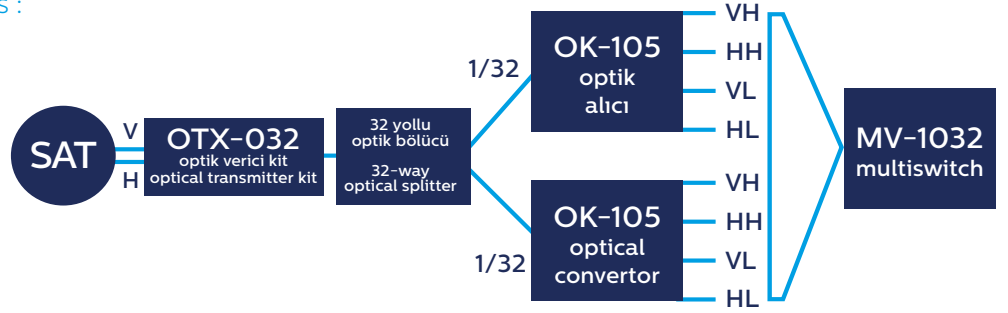 s :
SAT
V
H
OTX-032
optik verici kit
optical transmitter kit
32 yollu
optik bölücü
32-way
optical splitter
1/32
OK-105
optik
alıcı
VH
HH
VL
HL
1/32
OK-105
optical
convertor
VH
HH
VL
HL
MV-1032
multiswitch